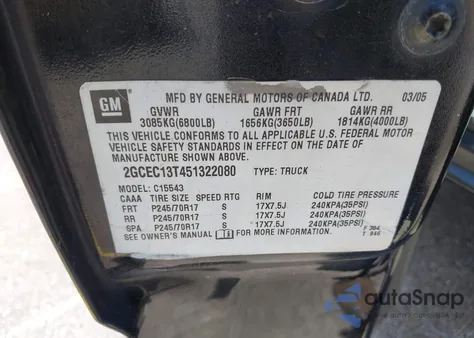 GM MFD BY GENERAL MOTORS OF CANADA LTD. 03/05
GVWR GAWR FRT GAWR RR
3085KG(6800LB) 1656KG(3650LB) 1814KG(4000LB)
THIS VEHICLE CONFORMS TO ALL APPLICABLE U.S. FEDERAL MOTOR
VEHICLE SAFETY STANDARDS IN EFFECT ON THE DATE OF
MANUFACTURE SHOWN ABOVE.
2GCEC13T451322080 TYPE: TRUCK
MODEL: C15543
CAAA TIRE SIZE SPEED RTG RIM COLD TIRE PRESSURE
FRT P245/70R17 S 17X7.5J 240KPA(35PSI)
RR P245/70R17 S 17X7.5J 240KPA(35PSI)
SPA P245/70R17 S 17X7.5J 240KPA(35PSI)
SEE OWNER'S MANUAL FOR MORE INFORMATION.
autoSnap